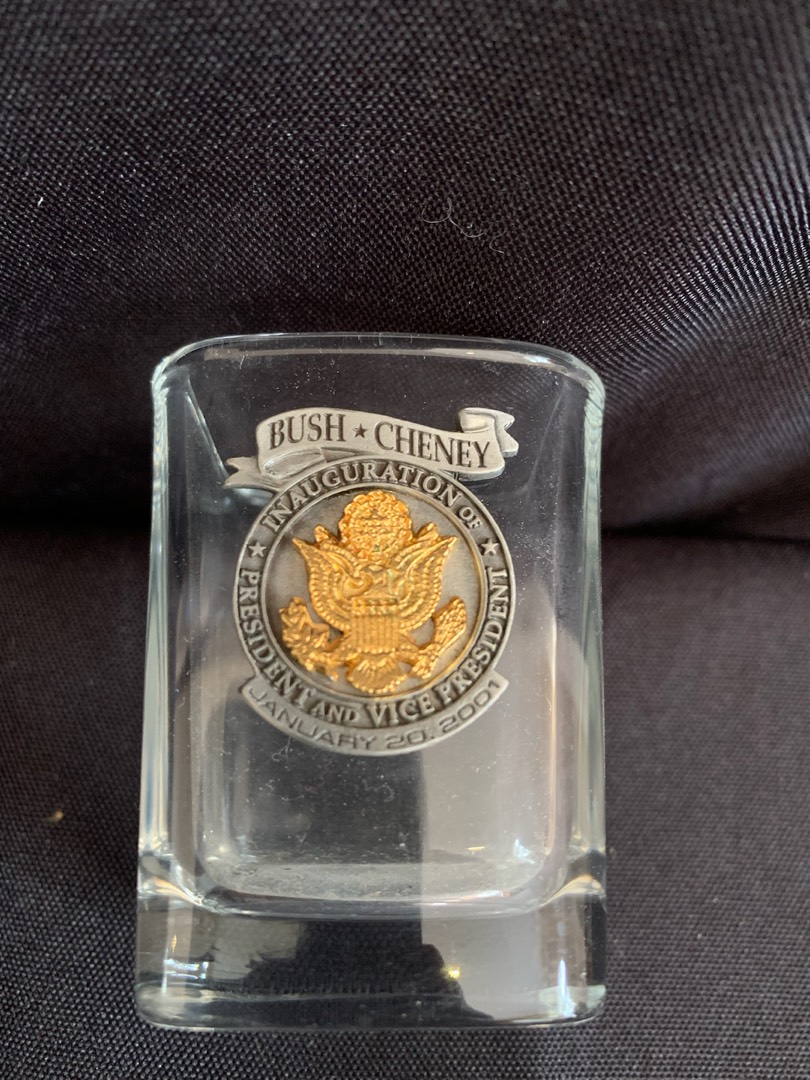 BUSH ★ CHENEY
★ INAUGURATION OF ★
PRESIDENT AND VICE PRESIDENT
JANUARY 20, 2001